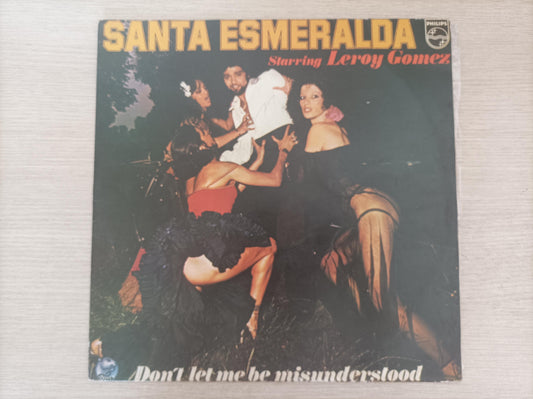 SANTA ESMERALDA
PHILIPS
Starring Leroy Gomez
Don't let me be misunderstood